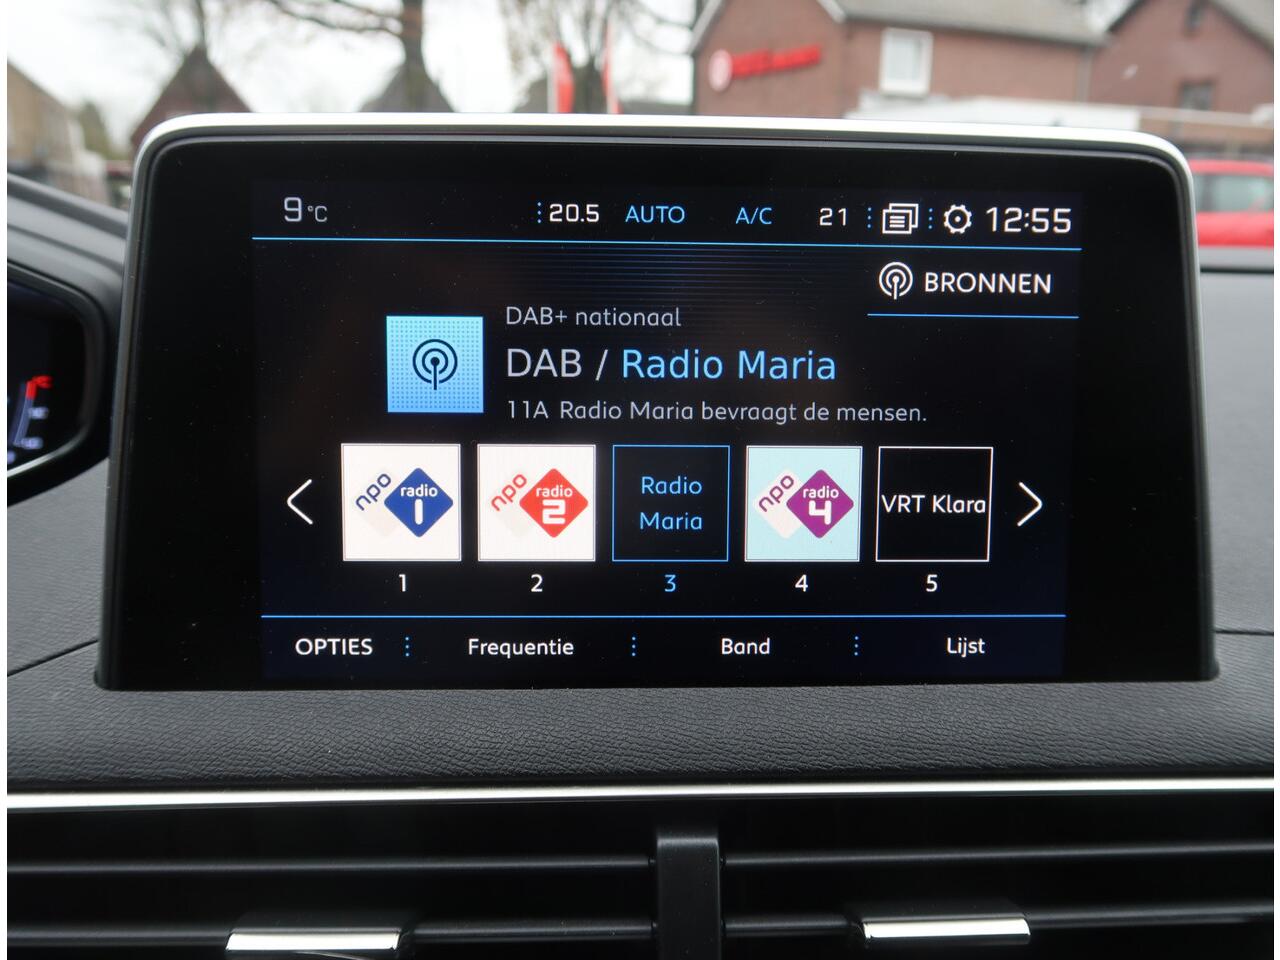 9 °C 20.5 AUTO A/C 21 12:55
BRONNEN
DAB+ nationaal
DAB / Radio Maria
11A Radio Maria bevraagt de mensen.
npo radio 1
npo radio 2
Radio
Maria
npo radio 4
VRT Klara
1 2 3 4 5
OPTIES Frequentie Band Lijst